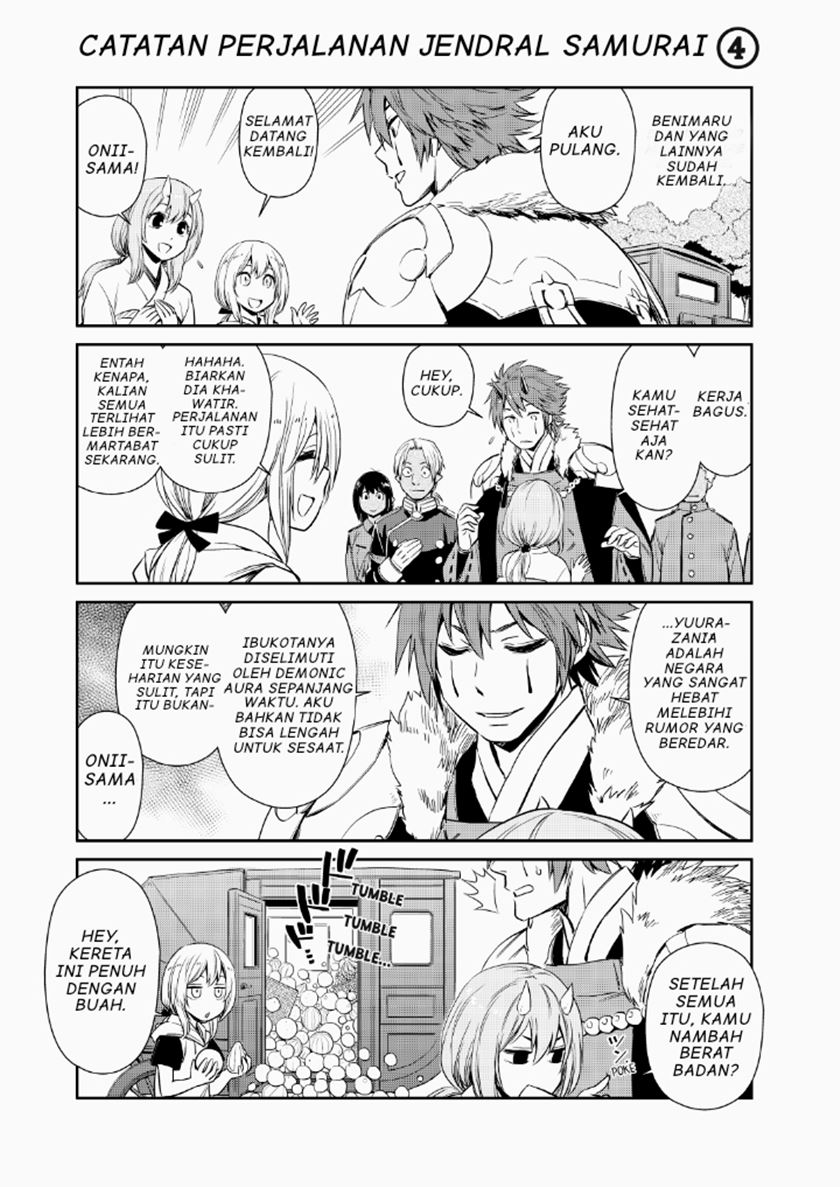 CATATAN PERJALANAN JENDRAL SAMURAI 4
BENIMARU
DAN YANG
LAINNYA
SUDAH
KEMBALI.
AKU
PULANG.
SELAMAT
DATANG
KEMBALI!
ONII-
SAMA!
KERJA
BAGUS.
KAMU
SEHAT-
SEHAT
AJA
KAN?
HEY,
CUKUP.
HAHAHA.
BIARKAN
DIA KHA-
WATIR.
PERJALANAN
ITU PASTI
CUKUP
SULIT.
ENTAH
KENAPA,
KALIAN
SEMUA
TERLIHAT
LEBIH BER-
MARTABAT
SEKARANG.
...YUURA-
ZANIA
ADALAH
NEGARA
YANG SANGAT
HEBAT
MELEBIHI
RUMOR YANG
BEREDAR.
IBUKOTANYA
DISELIMUTI
OLEH DEMONIC
AURA SEPANJANG
WAKTU. AKU
BAHKAN TIDAK
BISA LENGAH
UNTUK SESAAT.
MUNGKIN
ITU KESE-
HARIAN YANG
SULIT, TAPI
ITU BUKAN-
ONII-
SAMA
...
SETELAH
SEMUA
ITU, KAMU
NAMBAH
BERAT
BADAN?
ツン
POKE
ドドド...
TUMBLE
TUMBLE
TUMBLE...
HEY,
KERETA
INI PENUH
DENGAN
BUAH.